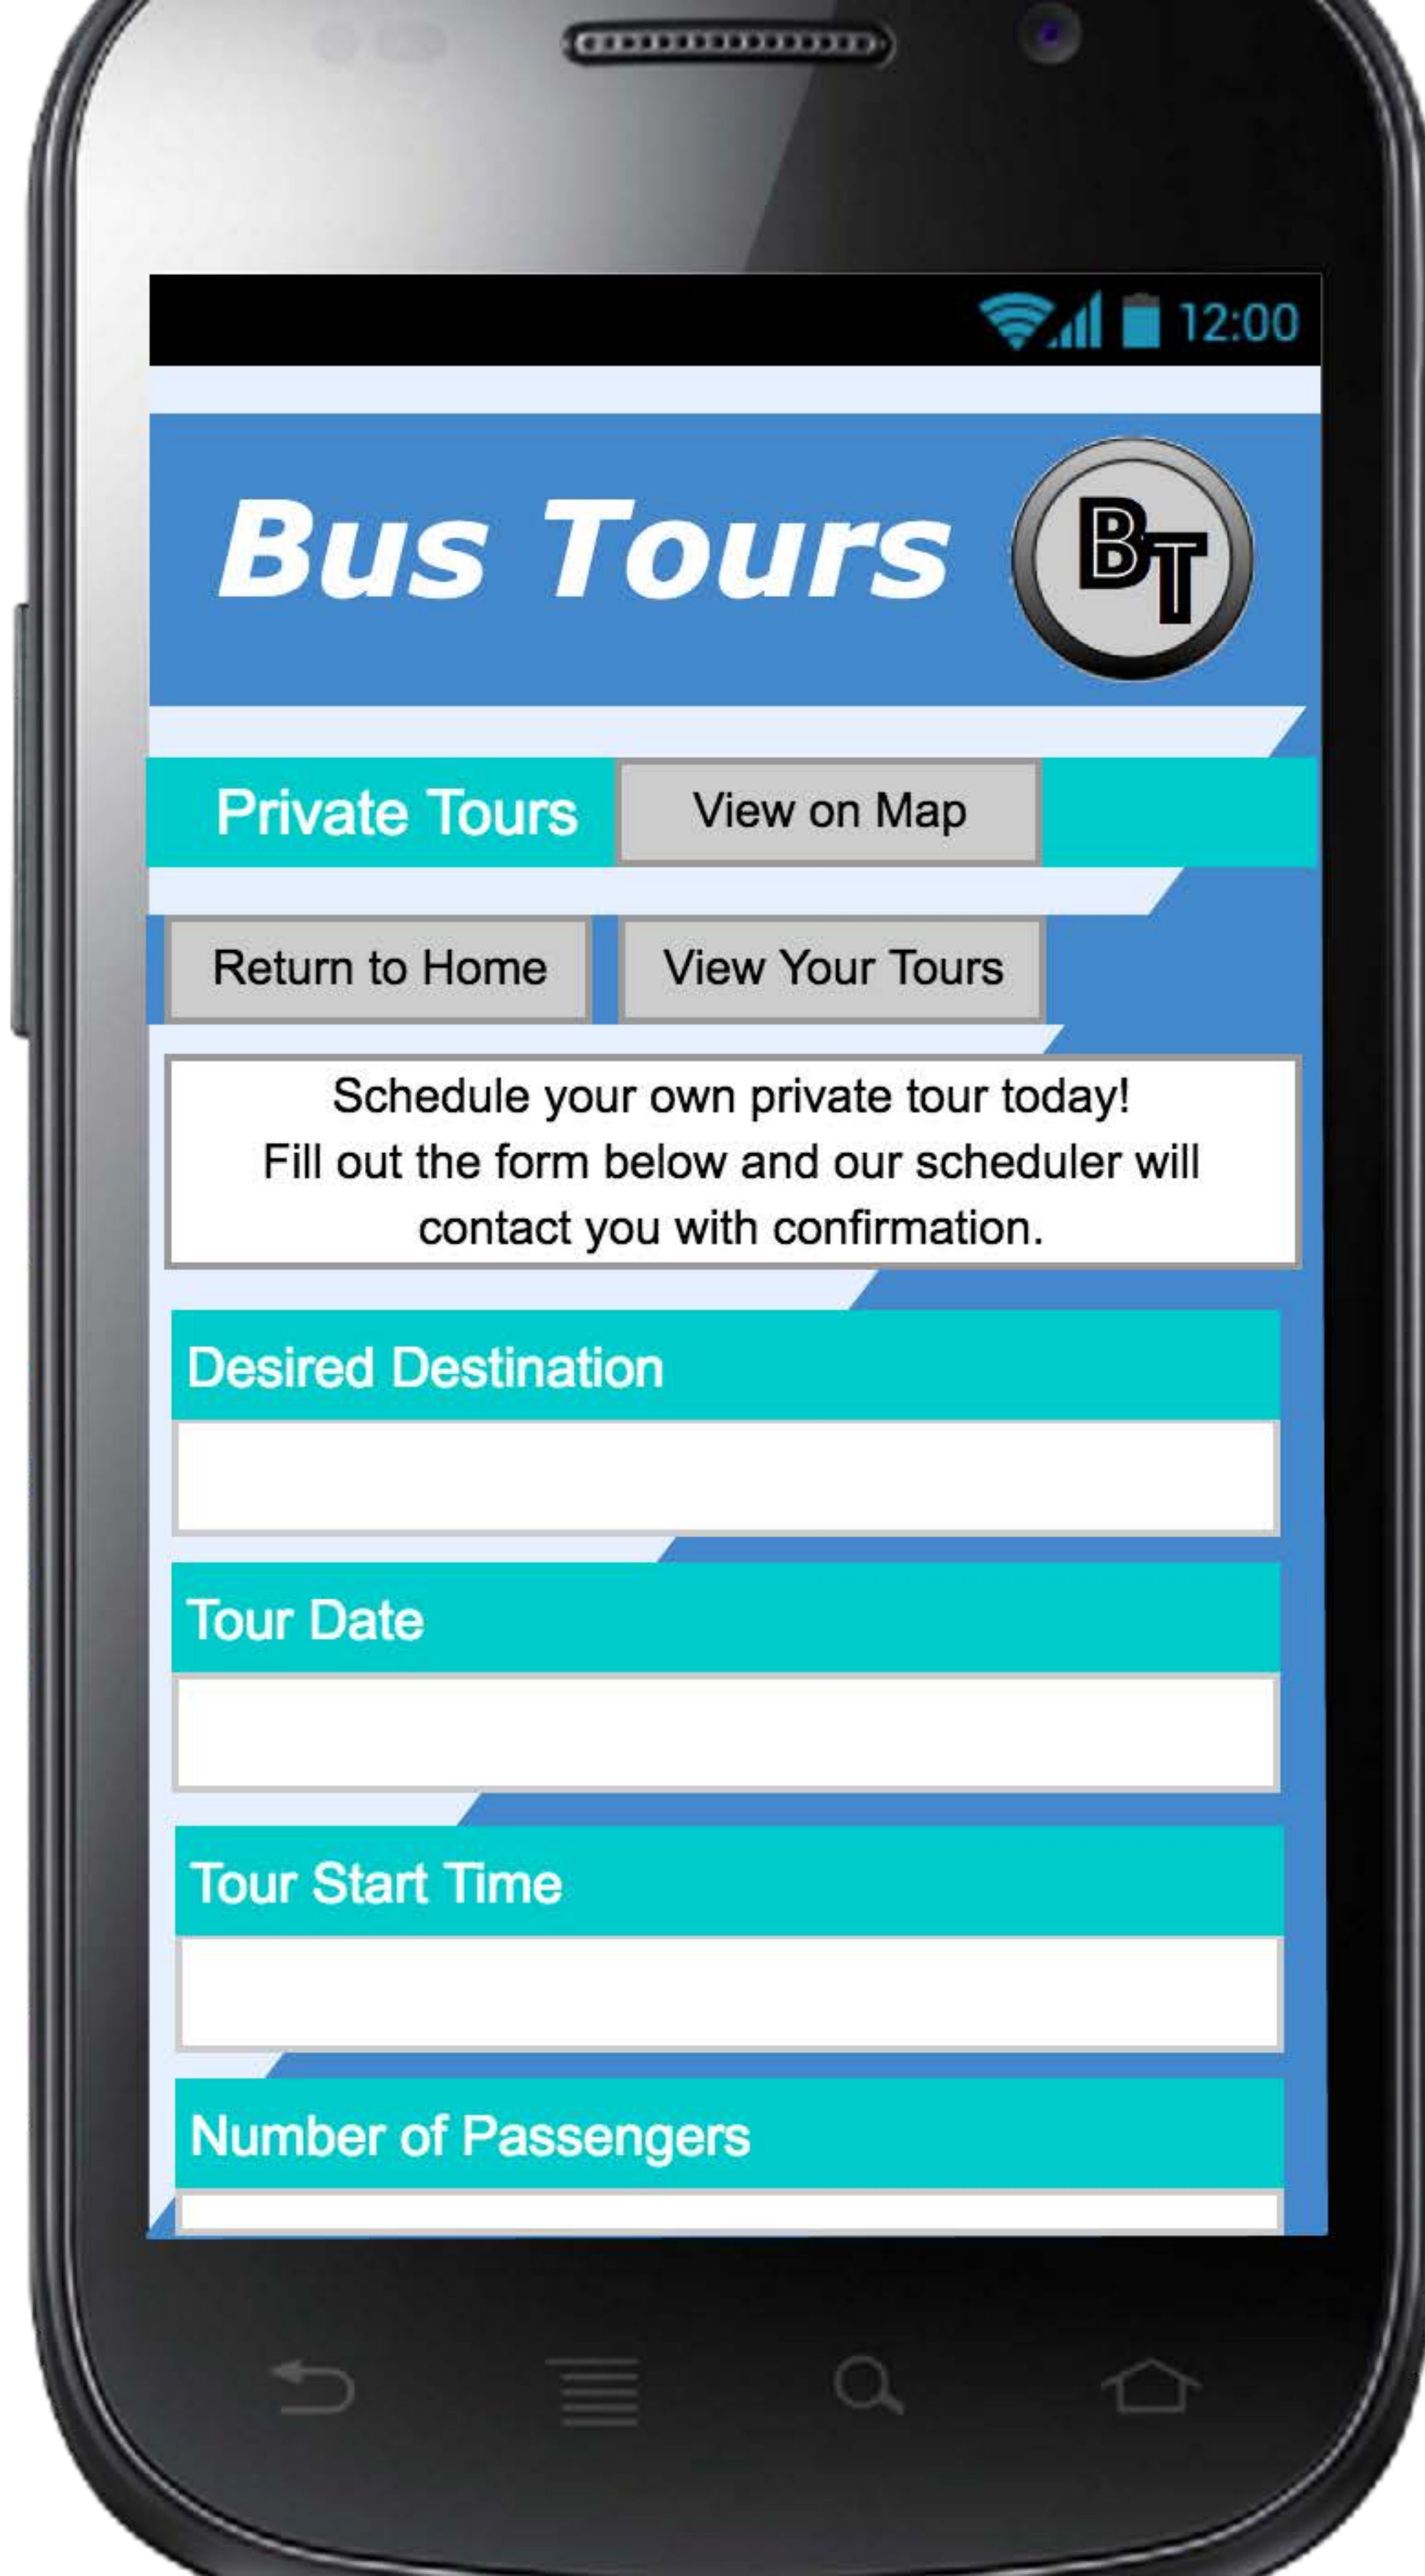 12:00
Bus Tours
BT
Private Tours
View on Map
Return to Home
View Your Tours
Schedule your own private tour today!
Fill out the form below and our scheduler will
contact you with confirmation.
Desired Destination
Tour Date
Tour Start Time
Number of Passengers